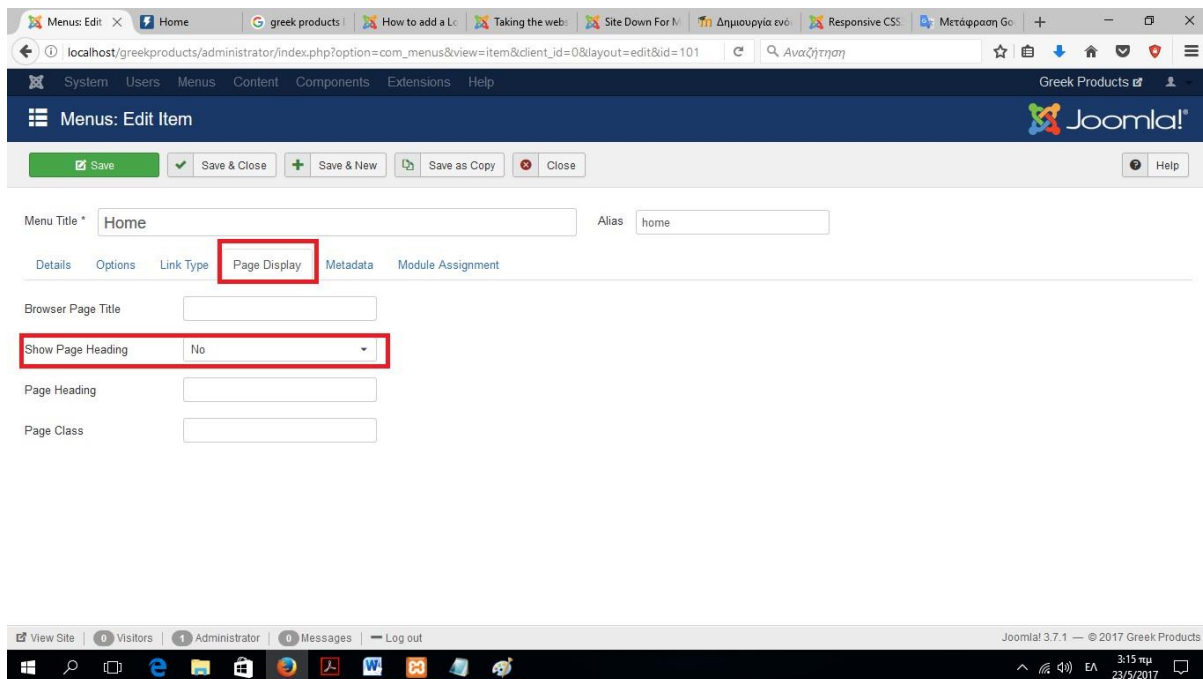 Menus: Edit
Home
greek products
How to add a Lo
Taking the webs
Site Down For M
Δημιουργία ενό
Responsive CSS
Μετάφραση Go
localhost/greekproducts/administrator/index.php?option=com_menus&view=item&client_id=0&layout=edit&id=101
Αναζήτηση
System Users Menus Content Components Extensions Help
Greek Products
Menus: Edit Item
Joomla!®
Save
Save & Close
Save & New
Save as Copy
Close
Help
Menu Title *
Home
Alias
home
Details
Options
Link Type
Page Display
Metadata
Module Assignment
Browser Page Title
Show Page Heading
No
Page Heading
Page Class
View Site
0 Visitors
1 Administrator
0 Messages
Log out
Joomla! 3.7.1 — © 2017 Greek Products
ΕΛ
3:15 πμ
23/5/2017